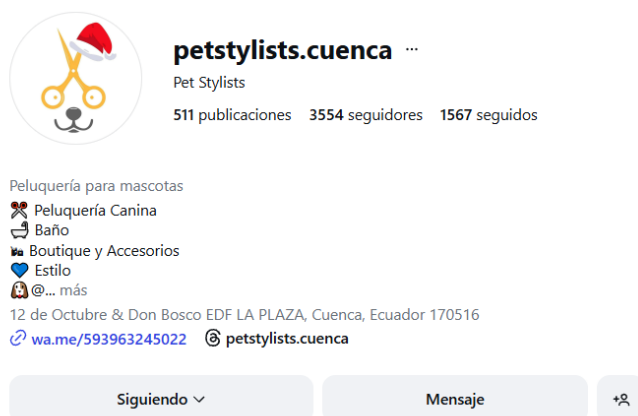 petstylists.cuenca ...
Pet Stylists
511 publicaciones 3554 seguidores 1567 seguidos
Peluquería para mascotas
Peluquería Canina
Baño
Boutique y Accesorios
Estilo
@... más
12 de Octubre & Don Bosco EDF LA PLAZA, Cuenca, Ecuador 170516
wa.me/593963245022 petstylists.cuenca
Siguiendo Mensaje